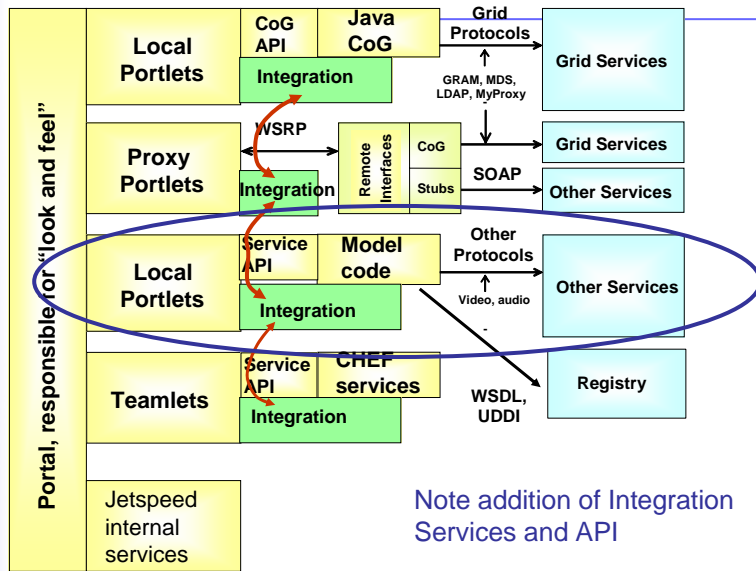 Portal, responsible for “look and feel”
Local
Portlets
CoG
API
Java
CoG
Integration
Grid
Protocols
GRAM, MDS,
LDAP, MyProxy
-
Grid Services
Proxy
Portlets
WSRP
Integration
Remote
Interfaces
CoG
Stubs
SOAP
Grid Services
Other Services
Local
Portlets
Service
API
Model
code
Integration
Other
Protocols
Video, audio
-
Other Services
Teamlets
Service
API
CHEF
services
Integration
WSDL,
UDDI
Registry
Jetspeed
internal
services
Note addition of Integration
Services and API